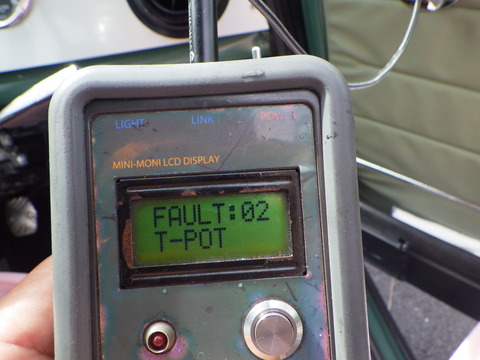 LIGHT LINK POWER
MINI-MONI LCD DISPLAY
FAULT:02
T-POT